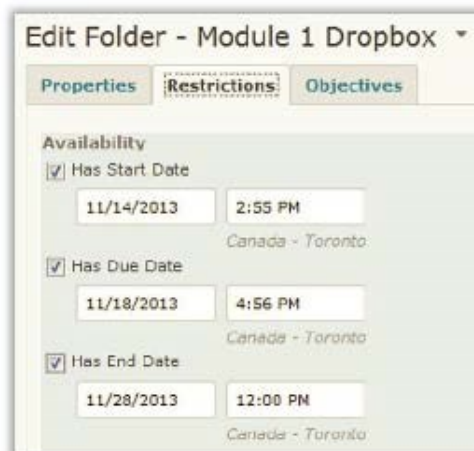 Edit Folder - Module 1 Dropbox
Properties Restrictions Objectives
Availability
Has Start Date
11/14/2013 2:55 PM
Canada - Toronto
Has Due Date
11/18/2013 4:56 PM
Canada - Toronto
Has End Date
11/28/2013 12:00 PM
Canada - Toronto